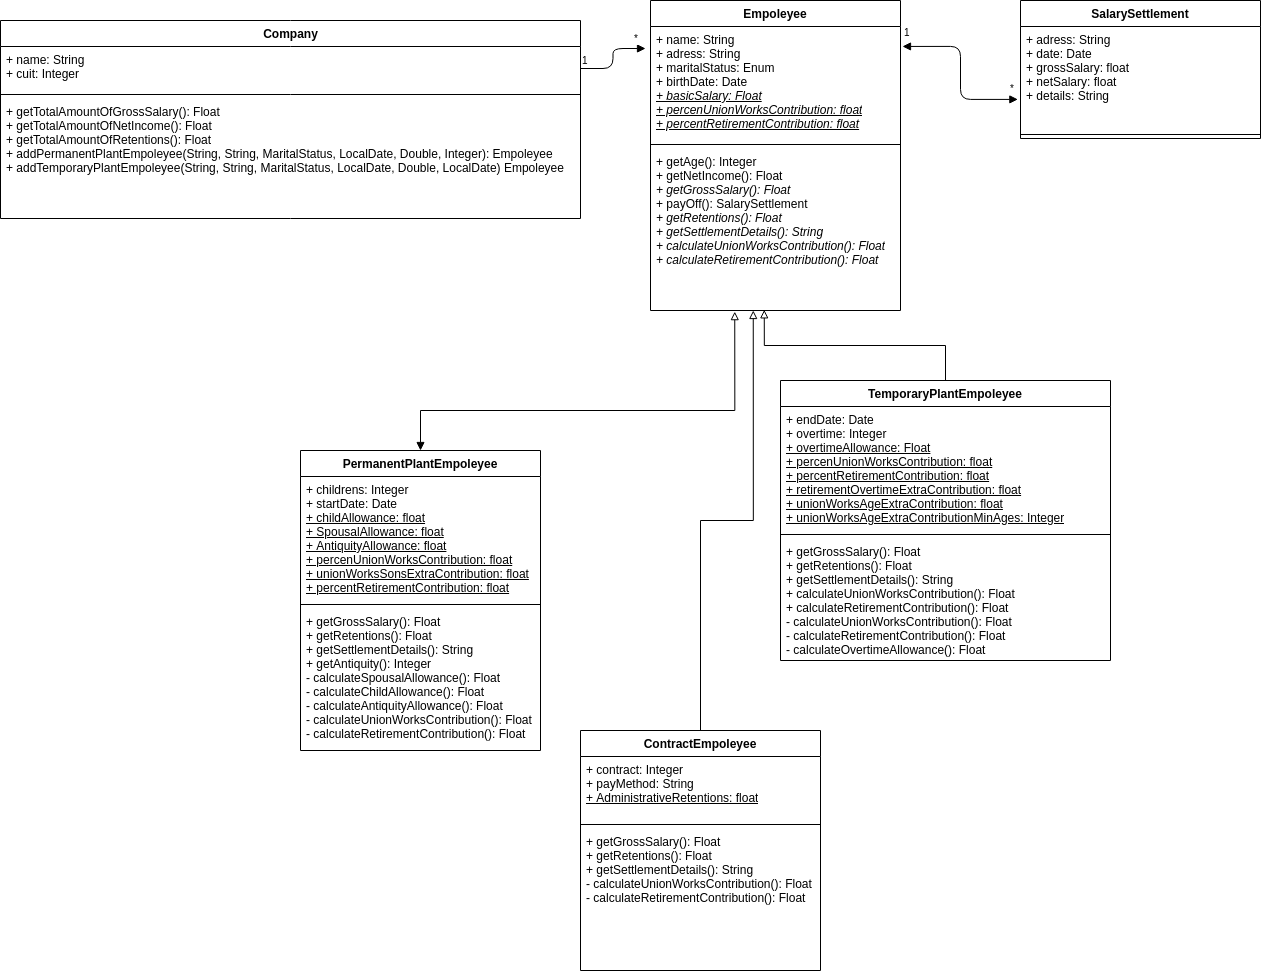 Company
+ name: String
+ cuit: Integer
+ getTotalAmountOfGrossSalary(): Float
+ getTotalAmountOfNetIncome(): Float
+ getTotalAmountOfRetentions(): Float
+ addPermanentPlantEmpoleyee(String, String, MaritalStatus, LocalDate, Double, Integer): Empoleyee
+ addTemporaryPlantEmpoleyee(String, String, MaritalStatus, LocalDate, Double, LocalDate) Empoleyee
1
*
Empoleyee
+ name: String
+ adress: String
+ maritalStatus: Enum
+ birthDate: Date
+ basicSalary: Float
+ percenUnionWorksContribution: float
+ percentRetirementContribution: float
+ getAge(): Integer
+ getNetIncome(): Float
+ getGrossSalary(): Float
+ payOff(): SalarySettlement
+ getRetentions(): Float
+ getSettlementDetails(): String
+ calculateUnionWorksContribution(): Float
+ calculateRetirementContribution(): Float
1
*
SalarySettlement
+ adress: String
+ date: Date
+ grossSalary: float
+ netSalary: float
+ details: String
PermanentPlantEmpoleyee
+ childrens: Integer
+ startDate: Date
+ childAllowance: float
+ SpousalAllowance: float
+ AntiquityAllowance: float
+ percenUnionWorksContribution: float
+ unionWorksSonsExtraContribution: float
+ percentRetirementContribution: float
+ getGrossSalary(): Float
+ getRetentions(): Float
+ getSettlementDetails(): String
+ getAntiquity(): Integer
- calculateSpousalAllowance(): Float
- calculateChildAllowance(): Float
- calculateAntiquityAllowance(): Float
- calculateUnionWorksContribution(): Float
- calculateRetirementContribution(): Float
TemporaryPlantEmpoleyee
+ endDate: Date
+ overtime: Integer
+ overtimeAllowance: Float
+ percenUnionWorksContribution: float
+ percentRetirementContribution: float
+ retirementOvertimeExtraContribution: float
+ unionWorksAgeExtraContribution: float
+ unionWorksAgeExtraContributionMinAges: Integer
+ getGrossSalary(): Float
+ getRetentions(): Float
+ getSettlementDetails(): String
+ calculateUnionWorksContribution(): Float
+ calculateRetirementContribution(): Float
- calculateUnionWorksContribution(): Float
- calculateRetirementContribution(): Float
- calculateOvertimeAllowance(): Float
ContractEmpoleyee
+ contract: Integer
+ payMethod: String
+ AdministrativeRetentions: float
+ getGrossSalary(): Float
+ getRetentions(): Float
+ getSettlementDetails(): String
- calculateUnionWorksContribution(): Float
- calculateRetirementContribution(): Float